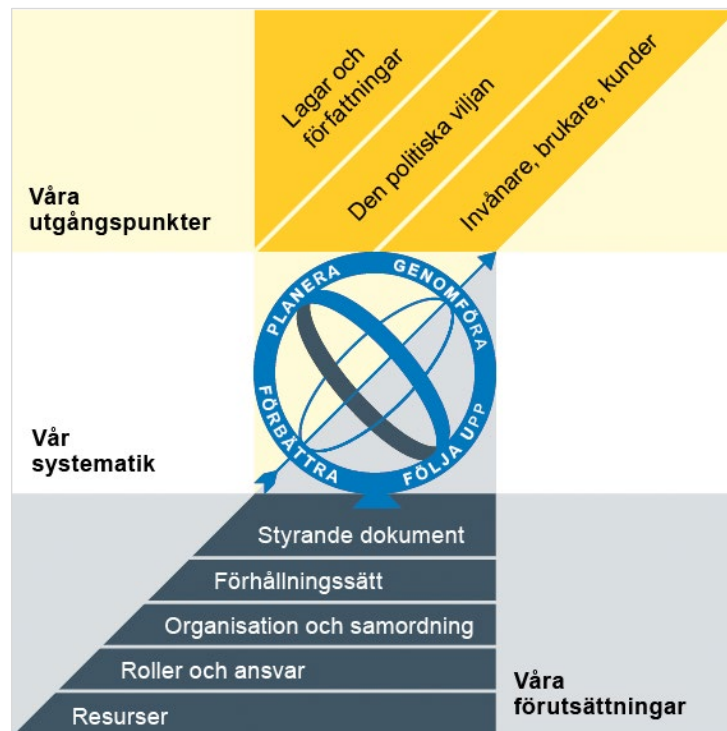 Lagar och
författningar
Den politiska viljan
Invånare, brukare, kunder
Våra
utgångspunkter
PLANERA
GENOMFÖRA
FÖRBÄTTRA
FÖLJA UPP
Vår
systematik
Styrande dokument
Förhållningssätt
Organisation och samordning
Roller och ansvar
Resurser
Våra
förutsättningar